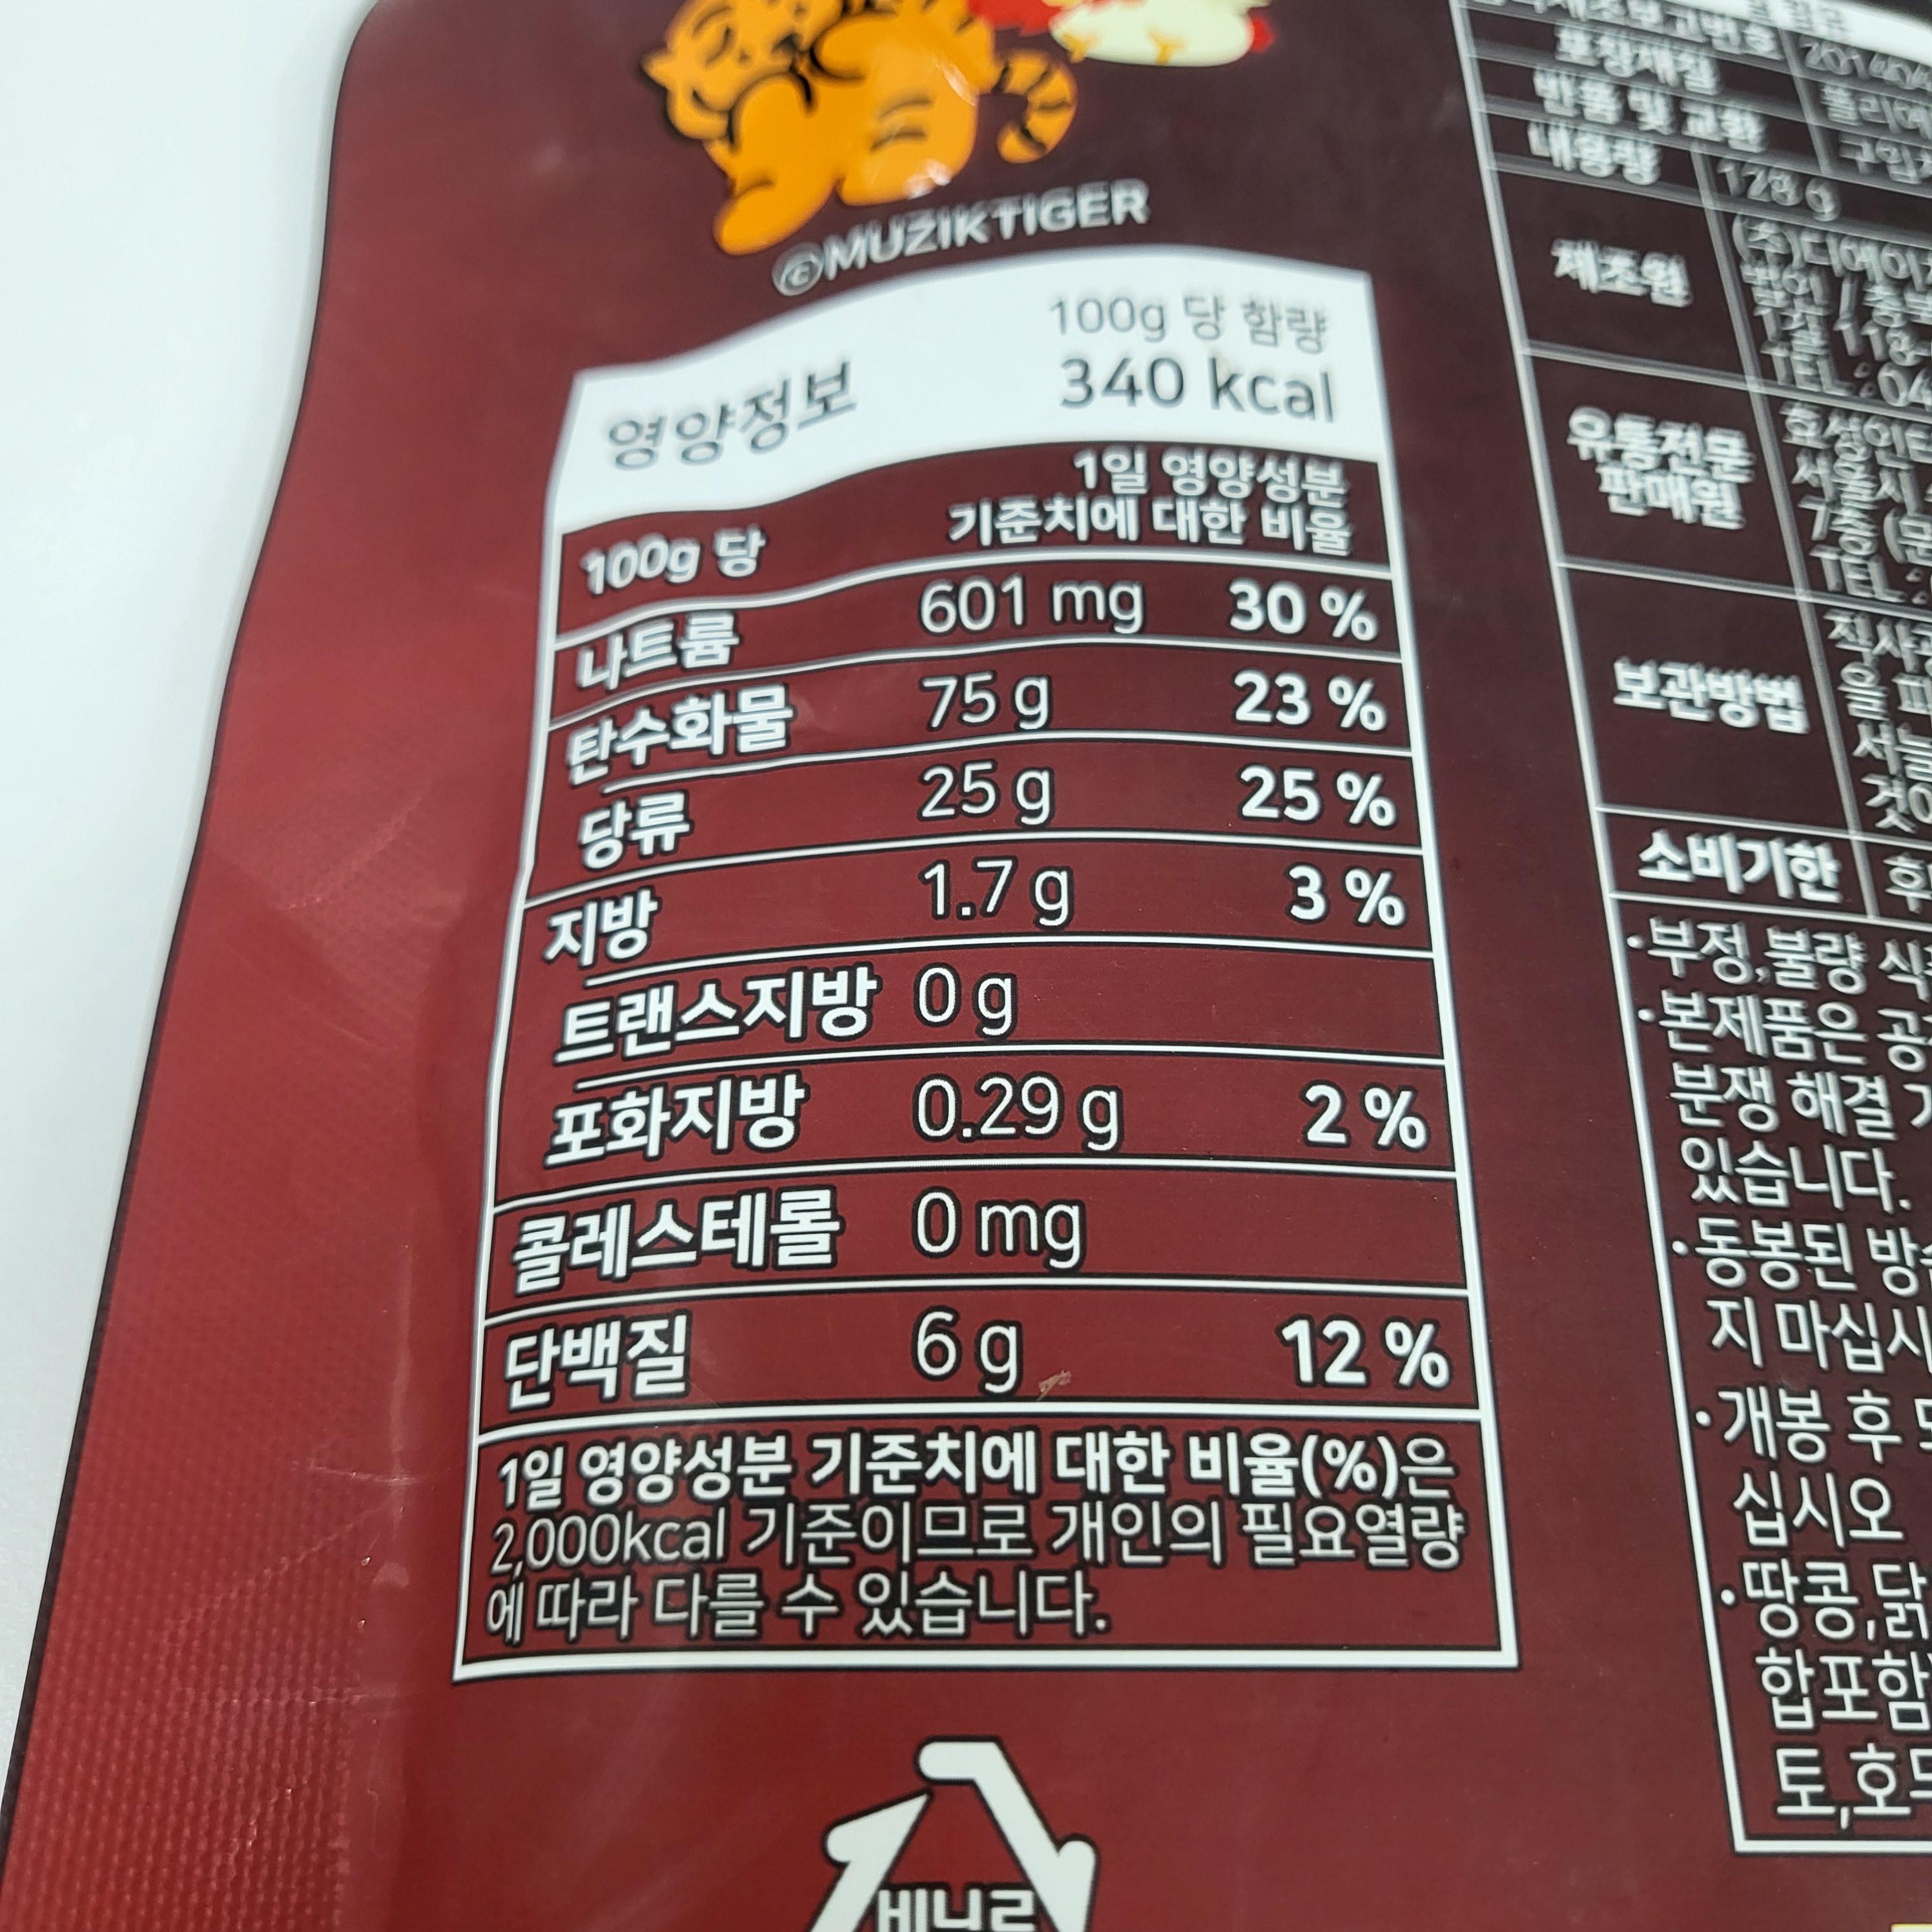 ©MUZIKTIGER
영양정보
100g 당 함량
340 kcal
100g 당
1일 영양성분
기준치에 대한 비율
나트륨 601 mg 30 %
탄수화물 75 g 23 %
당류 25 g 25 %
지방 1.7 g 3 %
트랜스지방 0 g
포화지방 0.29 g 2 %
콜레스테롤 0 mg
단백질 6 g 12 %
1일 영양성분 기준치에 대한 비율(%)은
2,000kcal 기준이므로 개인의 필요열량
에 따라 다를 수 있습니다.
비닐류
포장재질
반품 및 교환
내용량 128 g
제조원
유통전문
판매원
서울시
TEL
보관방법
소비기한
·부정,불량
·본제품은
분쟁 해결
있습니다.
·동봉된
지 마십시
·개봉 후
십시오
·땅콩,닭
합포함
토,호